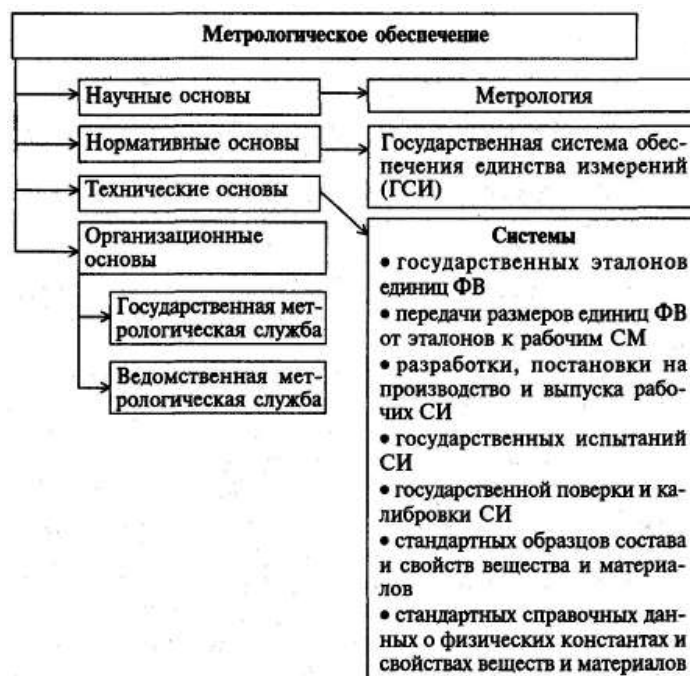 Метрологическое обеспечение
Научные основы
Метрология
Нормативные основы
Государственная система обес-
печения единства измерений
(ГСИ)
Технические основы
Организационные
основы
Государственная мет-
рологическая служба
Ведомственная мет-
рологическая служба
Системы
• государственных эталонов
единиц ФВ
• передачи размеров единиц ФВ
от эталонов к рабочим СМ
• разработки, постановки на
производство и выпуска рабо-
чих СИ
• государственных испытаний
СИ
• государственной поверки и ка-
либровки СИ
• стандартных образцов состава
и свойств вещества и материа-
лов
• стандартных справочных дан-
ных о физических константах и
свойствах веществ и материалов